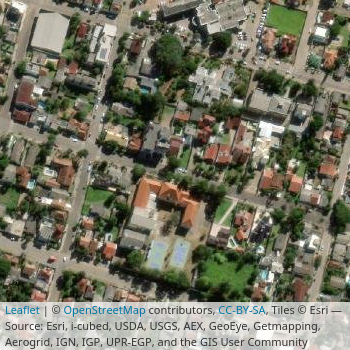 Leaflet | © OpenStreetMap contributors, CC-BY-SA, Tiles © Esri —
Source: Esri, i-cubed, USDA, USGS, AEX, GeoEye, Getmapping,
Aerogrid, IGN, IGP, UPR-EGP, and the GIS User Community